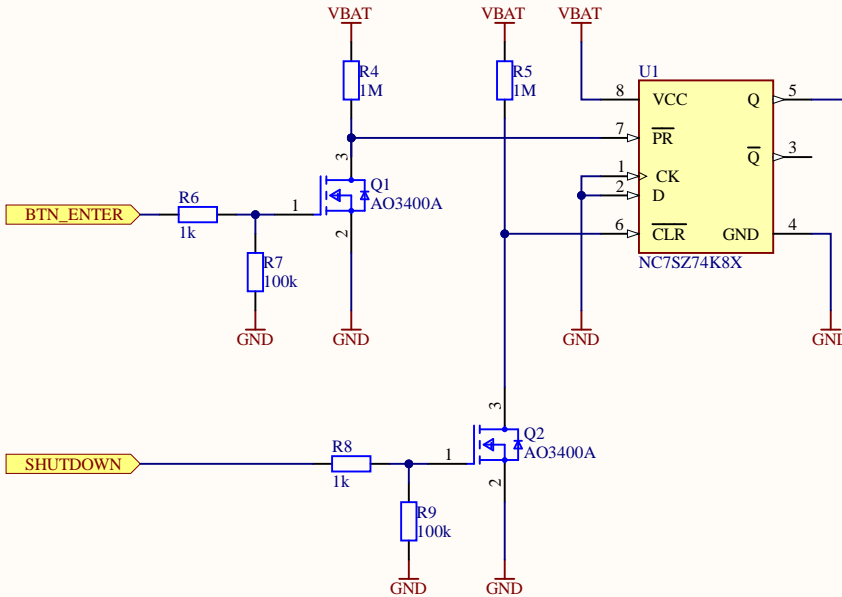 VBAT
VBAT
VBAT
R4
1M
R5
1M
U1
8
VCC
Q
5
7
PR
3
Q
3
1
CK
2
D
Q1
AO3400A
1
R6
1k
BTN_ENTER
2
6
CLR
GND
4
NC7SZ74K8X
R7
100k
GND
GND
GND
GND
3
Q2
AO3400A
R8
1k
1
SHUTDOWN
2
R9
100k
GND
GND